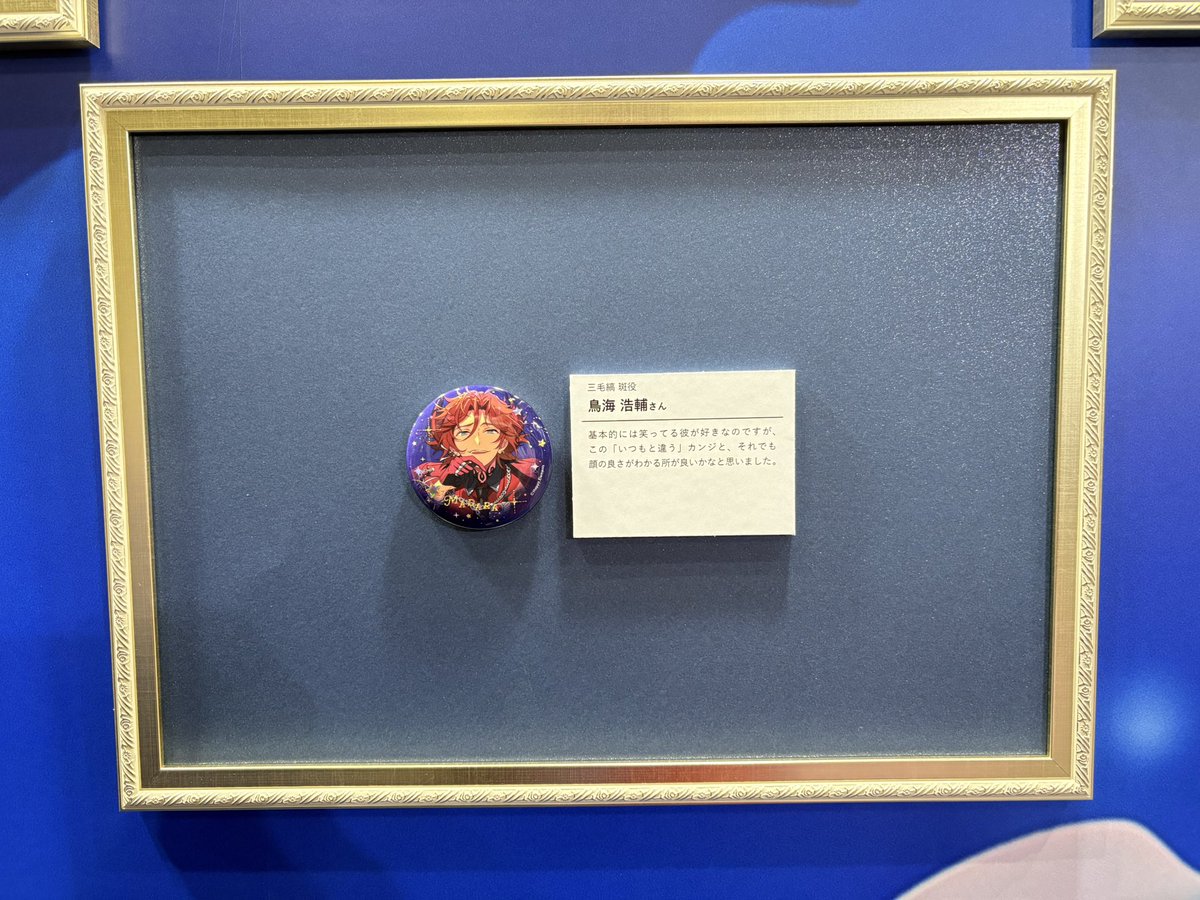 MADARA
三毛縞 斑役
鳥海 浩輔さん
基本的には笑ってる彼が好きなのですが、
この「いつもと違う」カンジと、それでも
顔の良さがわかる所が良いかなと思いました。